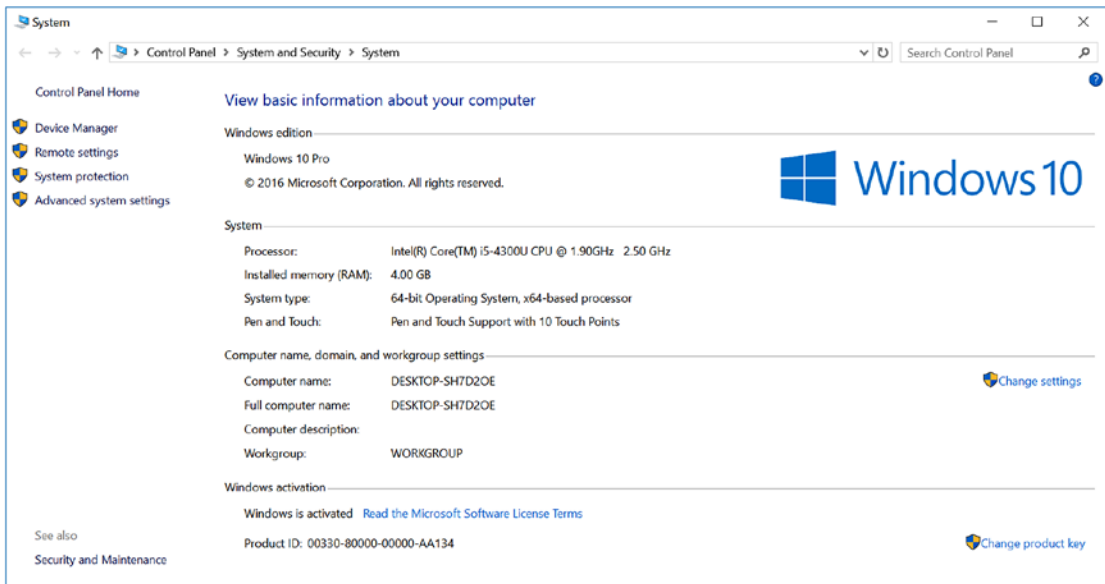 System
Control Panel > System and Security > System
Search Control Panel
Control Panel Home
Device Manager
Remote settings
System protection
Advanced system settings
View basic information about your computer
Windows edition
Windows 10 Pro
© 2016 Microsoft Corporation. All rights reserved.
Windows 10
System
Processor: Intel(R) Core(TM) i5-4300U CPU @ 1.90GHz 2.50 GHz
Installed memory (RAM): 4.00 GB
System type: 64-bit Operating System, x64-based processor
Pen and Touch: Pen and Touch Support with 10 Touch Points
Computer name, domain, and workgroup settings
Computer name: DESKTOP-SH7D2OE
Change settings
Full computer name: DESKTOP-SH7D2OE
Computer description:
Workgroup: WORKGROUP
Windows activation
Windows is activated Read the Microsoft Software License Terms
Product ID: 00330-80000-00000-AA134
Change product key
See also
Security and Maintenance